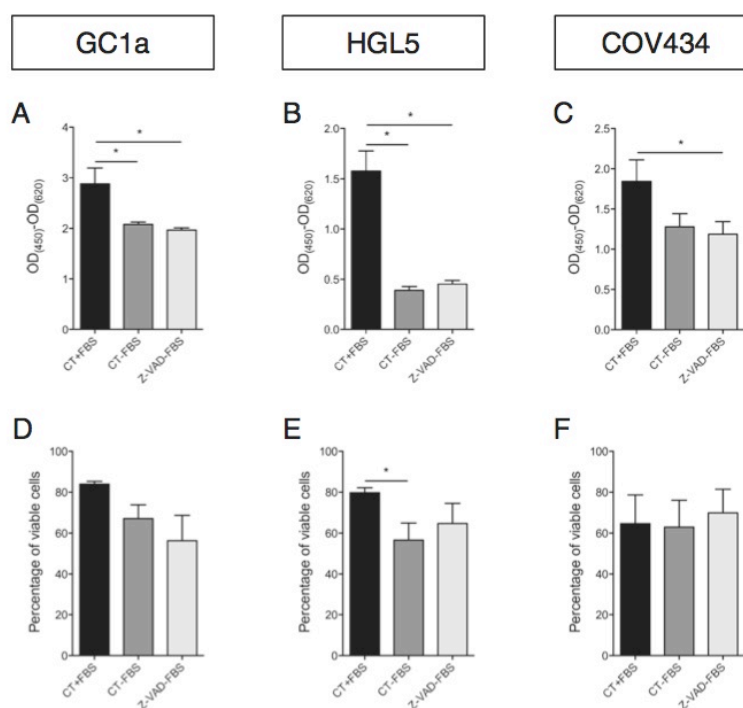 GC1a
HGL5
COV434
A
*
*
4
3
2
1
0
OD(450)-OD(620)
CT+FBS
CT-FBS
Z-VAD-FBS
B
*
*
2.0
1.5
1.0
0.5
0.0
OD(450)-OD(620)
CT+FBS
CT-FBS
Z-VAD-FBS
C
*
2.5
2.0
1.5
1.0
0.5
0.0
OD(450)-OD(620)
CT+FBS
CT-FBS
Z-VAD-FBS
D
100
80
60
40
20
0
Percentage of viable cells
CT+FBS
CT-FBS
Z-VAD-FBS
E
*
100
80
60
40
20
0
Percentage of viable cells
CT+FBS
CT-FBS
Z-VAD-FBS
F
100
80
60
40
20
0
Percentage of viable cells
CT+FBS
CT-FBS
Z-VAD-FBS